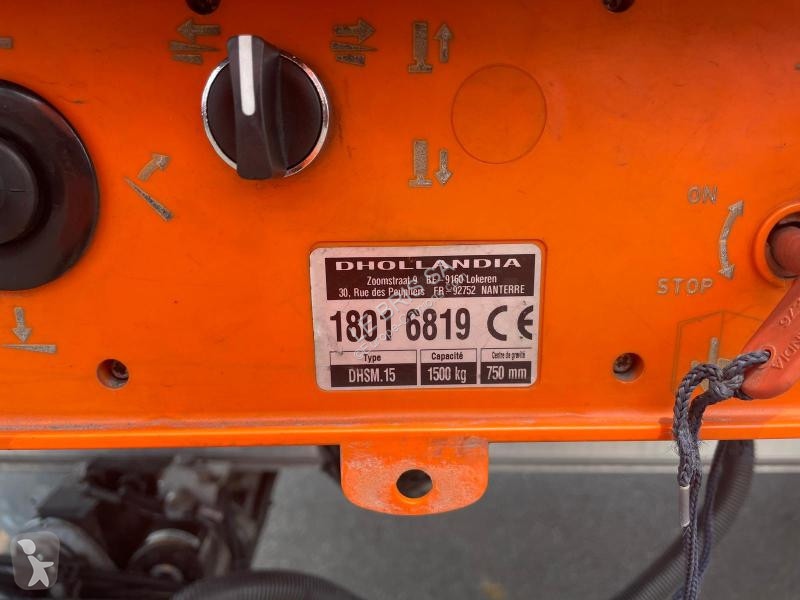 ON
STOP
DHOLLANDIA
Zoomstraat 9 BE - 9160 Lokeren
30, Rue des Peupliers FR - 92752 NANTERRE
1801 6819 CE
Type Capacité Centre de gravité
DHSM.15 1500 kg 750 mm